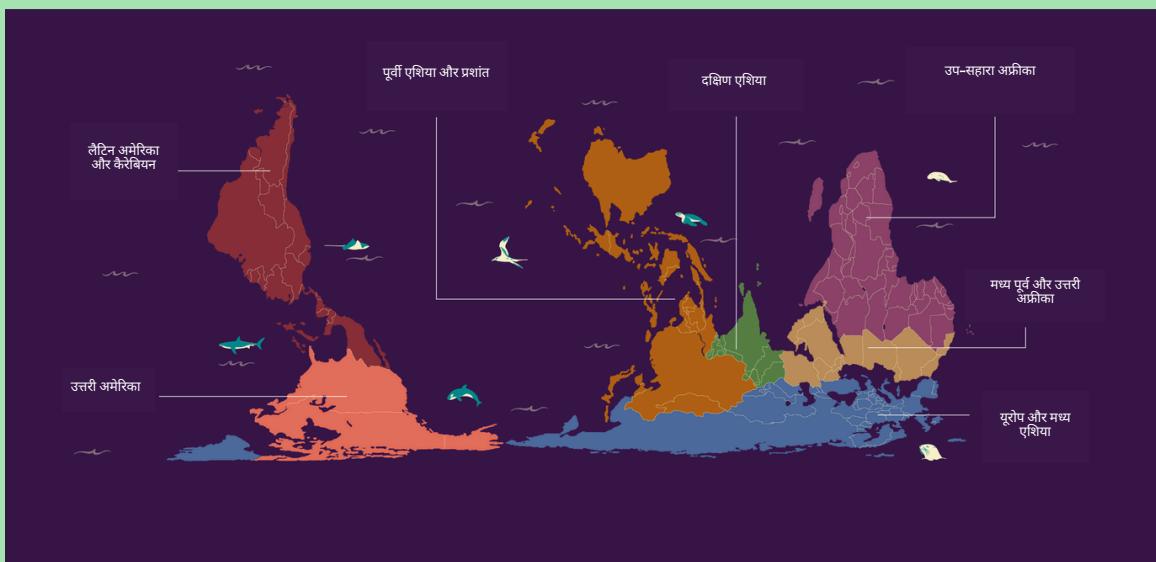 पूर्वी एशिया और प्रशांत
दक्षिण एशिया
उप-सहारा अफ्रीका
लैटिन अमेरिका
और कैरेबियन
मध्य पूर्व और उत्तरी
अफ्रीका
उत्तरी अमेरिका
यूरोप और मध्य
एशिया